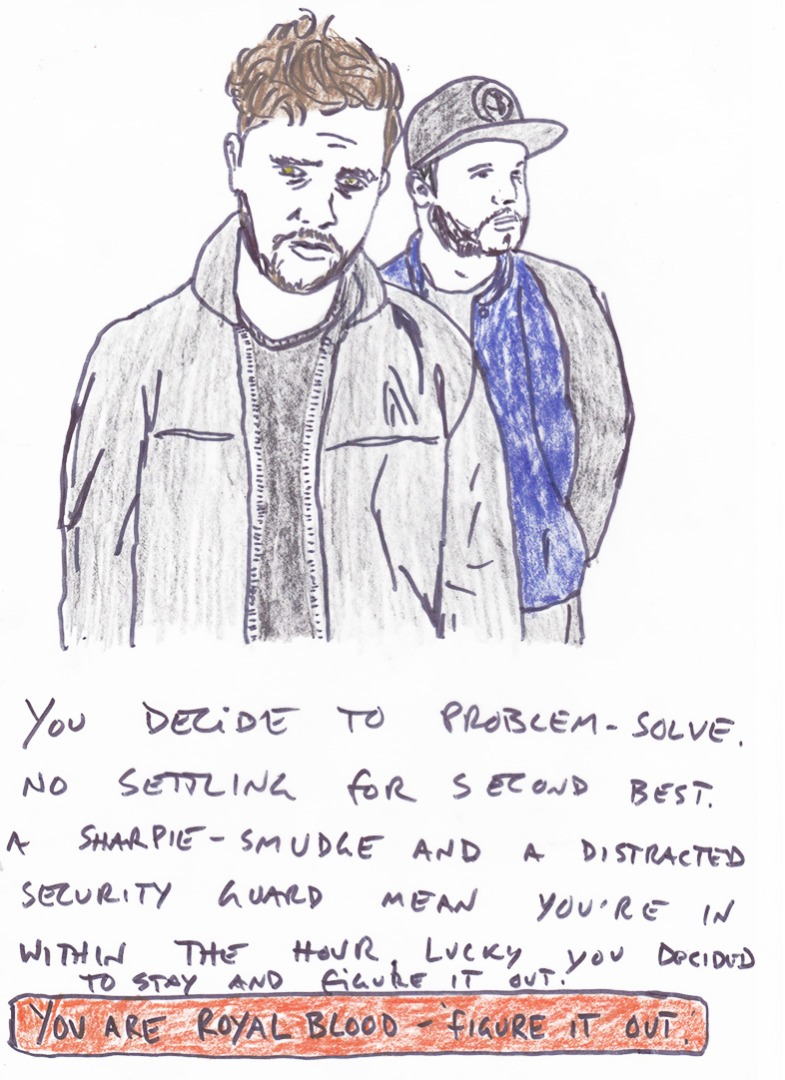 You DECIDE TO PROBLEM-SOLVE.
NO SETTLING FOR SECOND BEST.
A SHARPIE-SMUDGE AND A DISTRACTED
SECURITY GUARD MEAN YOU'RE IN
WITHIN THE HOUR. LUCKY YOU DECIDED
TO STAY AND FIGURE IT OUT.
YOU ARE ROYAL BLOOD - 'FIGURE IT OUT.'